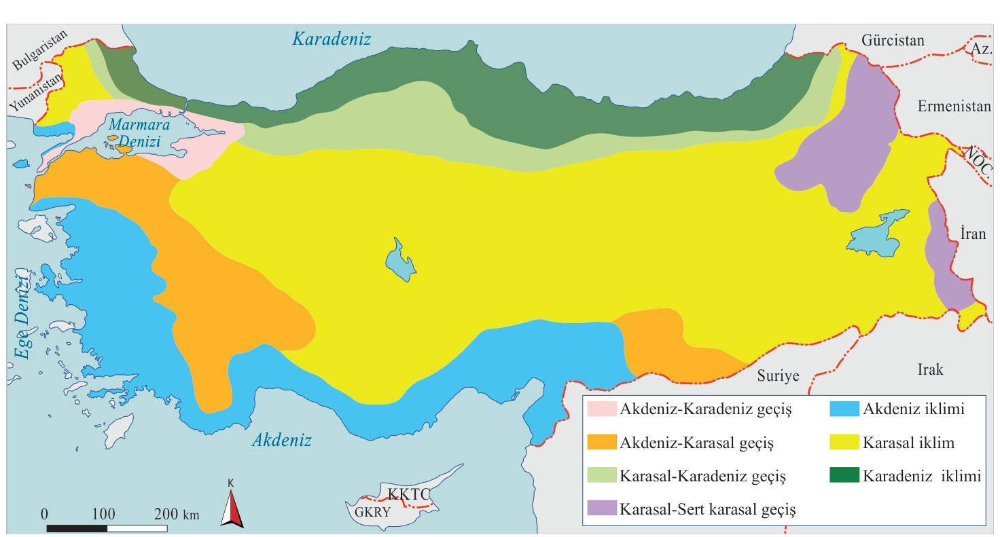 Karadeniz
Bulgaristan
Yunanistan
Gürcistan
Az.
Ermenistan
NÖC.
Marmara
Denizi
İran
Ege Denizi
Suriye
Irak
Akdeniz
KKTC
GKRY
K
0 100 200 km
Akdeniz-Karadeniz geçiş
Akdeniz-Karasal geçiş
Karasal-Karadeniz geçiş
Karasal-Sert karasal geçiş
Akdeniz iklimi
Karasal iklim
Karadeniz iklimi